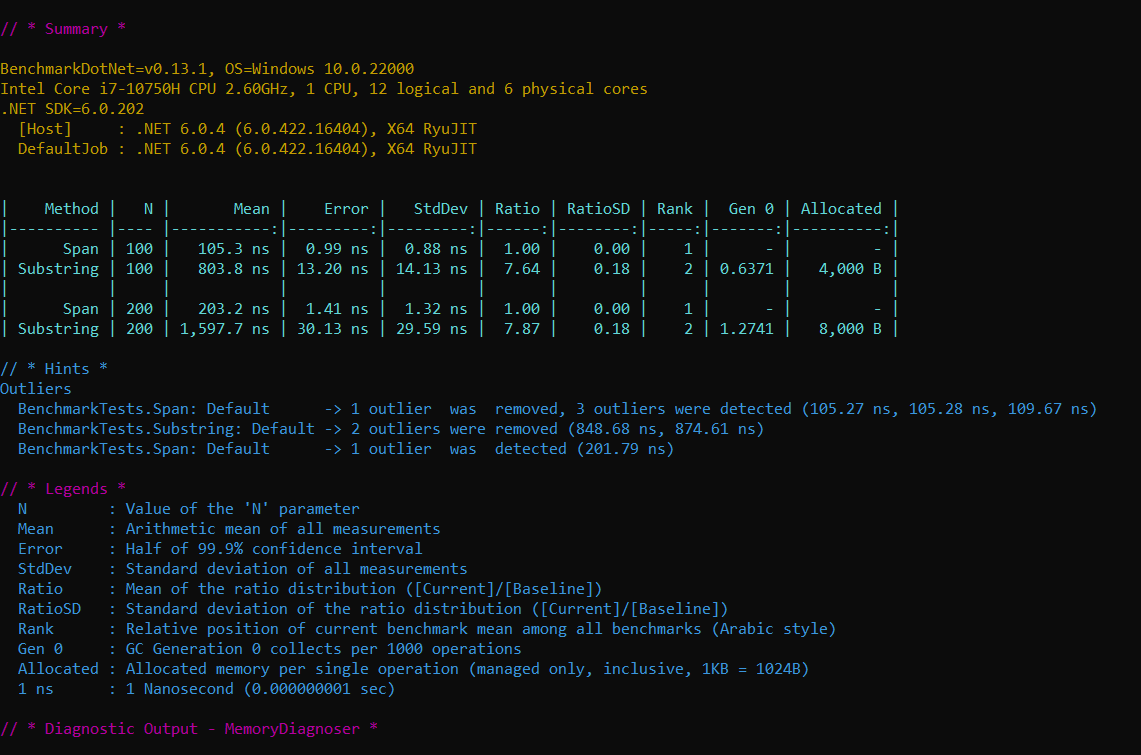 // * Summary *
BenchmarkDotNet=v0.13.1, OS=Windows 10.0.22000
Intel Core i7-10750H CPU 2.60GHz, 1 CPU, 12 logical and 6 physical cores
.NET SDK=6.0.202
  [Host]     : .NET 6.0.4 (6.0.422.16404), X64 RyuJIT
  DefaultJob : .NET 6.0.4 (6.0.422.16404), X64 RyuJIT
|    Method |   N |       Mean |    Error |   StdDev | Ratio | RatioSD | Rank |  Gen 0 | Allocated |
|---------- |---- |-----------:|---------:|---------:|------:|--------:|-----:|-------:|----------:|
|      Span | 100 |   105.3 ns |  0.99 ns |  0.88 ns |  1.00 |    0.00 |    1 |      - |         - |
| Substring | 100 |   803.8 ns | 13.20 ns | 14.13 ns |  7.64 |    0.18 |    2 | 0.6371 |   4,000 B |
|           |     |            |          |          |       |         |      |        |           |
|      Span | 200 |   203.2 ns |  1.41 ns |  1.32 ns |  1.00 |    0.00 |    1 |      - |         - |
| Substring | 200 | 1,597.7 ns | 30.13 ns | 29.59 ns |  7.87 |    0.18 |    2 | 1.2741 |   8,000 B |
// * Hints *
Outliers
  BenchmarkTests.Span: Default      -> 1 outlier  was  removed, 3 outliers were detected (105.27 ns, 105.28 ns, 109.67 ns)
  BenchmarkTests.Substring: Default -> 2 outliers were removed (848.68 ns, 874.61 ns)
  BenchmarkTests.Span: Default      -> 1 outlier  was  detected (201.79 ns)
// * Legends *
  N         : Value of the 'N' parameter
  Mean      : Arithmetic mean of all measurements
  Error     : Half of 99.9% confidence interval
  StdDev    : Standard deviation of all measurements
  Ratio     : Mean of the ratio distribution ([Current]/[Baseline])
  RatioSD   : Standard deviation of the ratio distribution ([Current]/[Baseline])
  Rank      : Relative position of current benchmark mean among all benchmarks (Arabic style)
  Gen 0     : GC Generation 0 collects per 1000 operations
  Allocated : Allocated memory per single operation (managed only, inclusive, 1KB = 1024B)
  1 ns      : 1 Nanosecond (0.000000001 sec)
// * Diagnostic Output - MemoryDiagnoser *